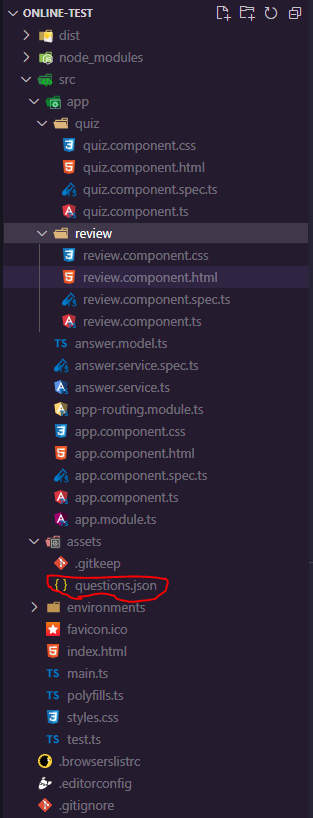 ONLINE-TEST
dist
node_modules
src
app
quiz
quiz.component.css
quiz.component.html
quiz.component.spec.ts
quiz.component.ts
review
review.component.css
review.component.html
review.component.spec.ts
review.component.ts
TS answer.model.ts
answer.service.spec.ts
answer.service.ts
app-routing.module.ts
app.component.css
app.component.html
app.component.spec.ts
app.component.ts
app.module.ts
assets
.gitkeep
{ } questions.json
environments
favicon.ico
index.html
TS main.ts
TS polyfills.ts
styles.css
TS test.ts
.browserslistrc
.editorconfig
.gitignore